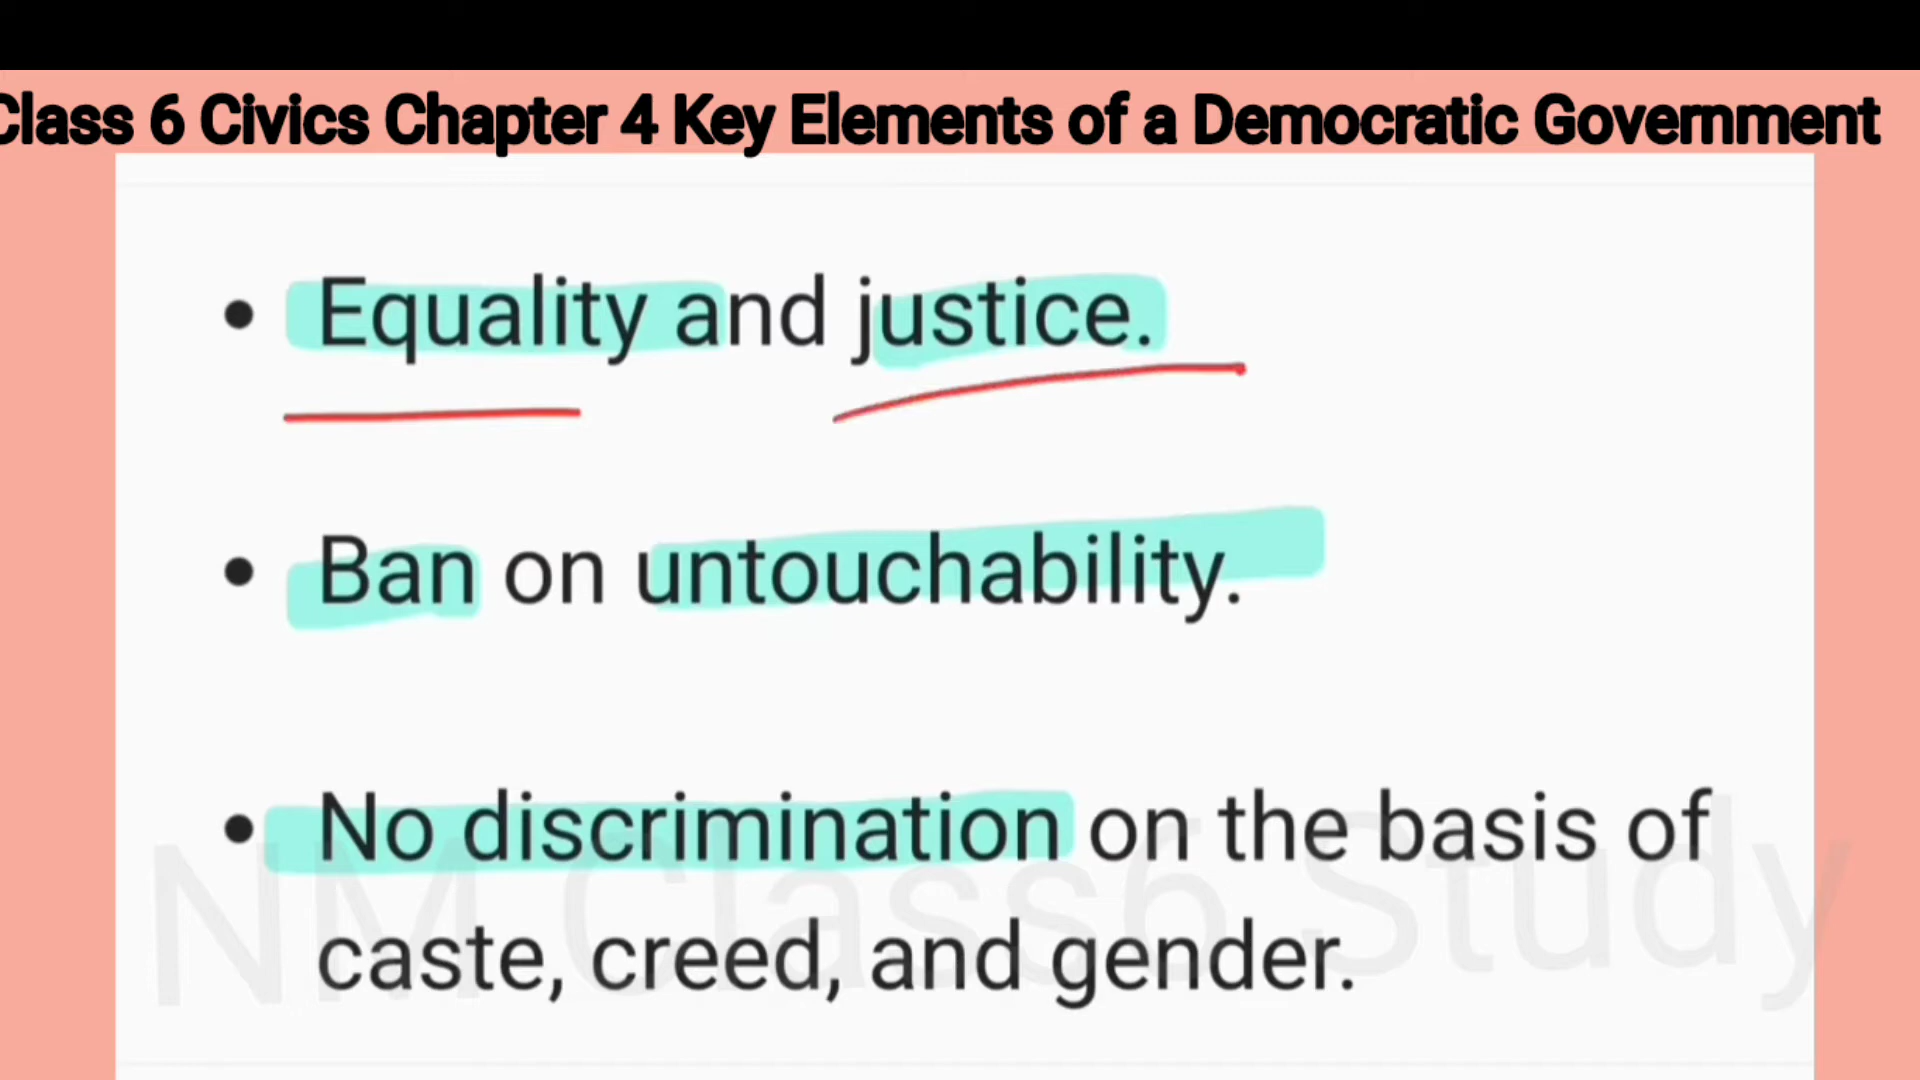 Class 6 Civics Chapter 4 Key Elements of a Democratic Government
• Equality and justice.
• Ban on untouchability.
• No discrimination on the basis of
caste, creed, and gender.
NM Class6 Study